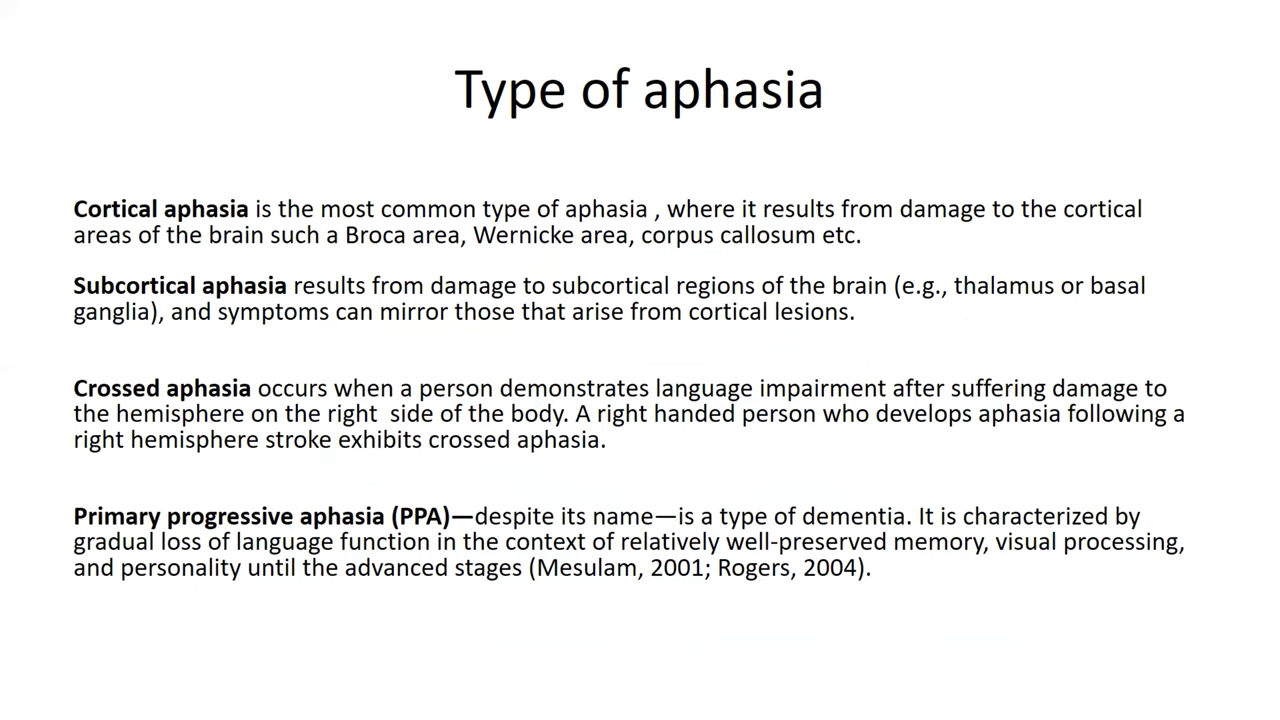 Type of aphasia
Cortical aphasia is the most common type of aphasia , where it results from damage to the cortical
areas of the brain such a Broca area, Wernicke area, corpus callosum etc.
Subcortical aphasia results from damage to subcortical regions of the brain (e.g., thalamus or basal
ganglia), and symptoms can mirror those that arise from cortical lesions.
Crossed aphasia occurs when a person demonstrates language impairment after suffering damage to
the hemisphere on the right  side of the body. A right handed person who develops aphasia following a
right hemisphere stroke exhibits crossed aphasia.
Primary progressive aphasia (PPA)—despite its name—is a type of dementia. It is characterized by
gradual loss of language function in the context of relatively well-preserved memory, visual processing,
and personality until the advanced stages (Mesulam, 2001; Rogers, 2004).